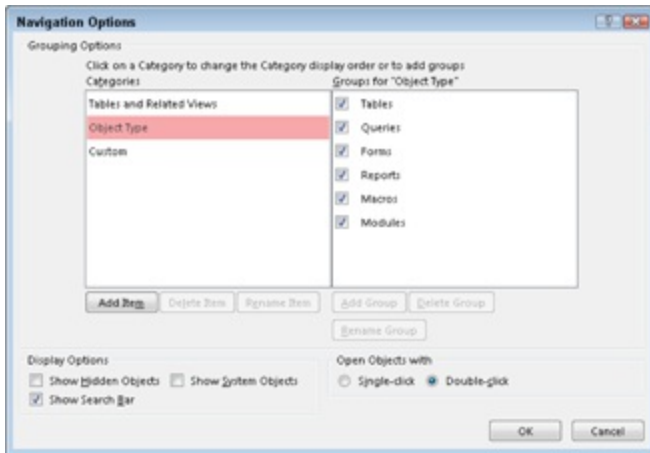 Navigation Options
Grouping Options
Click on a Category to change the Category display order or to add groups
Categories
Groups for "Object Type"
Tables and Related Views
Object Type
Custom
Tables
Queries
Forms
Reports
Macros
Modules
Add Item Delete Item Rename Item
Add Group Delete Group
Rename Group
Display Options
Show Hidden Objects Show System Objects
Show Search Bar
Open Objects with
Single-click Double-click
OK Cancel